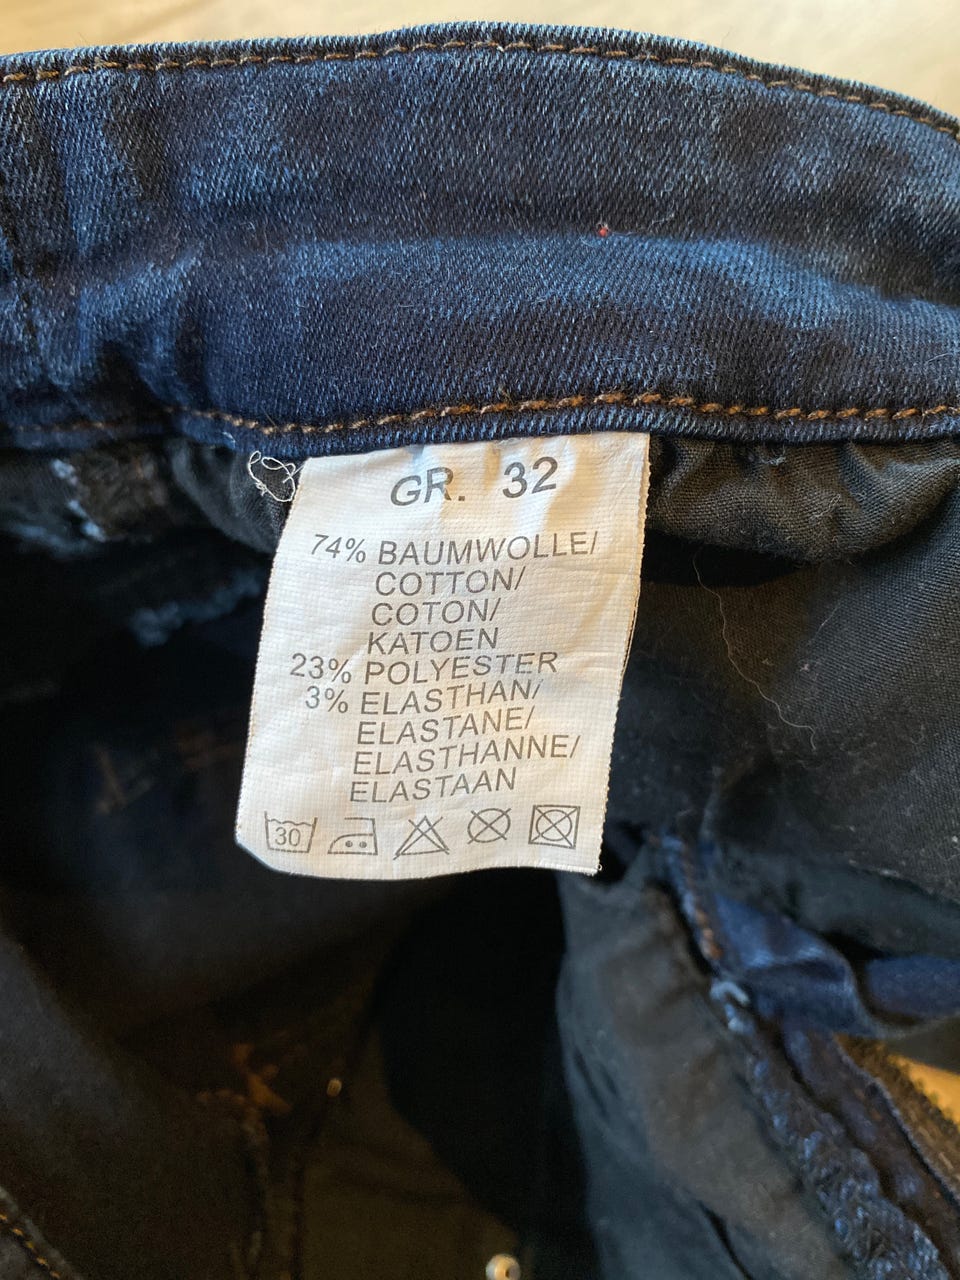 GR. 32
74% BAUMWOLLE/
COTTON/
COTON/
KATOEN
23% POLYESTER
3% ELASTHAN/
ELASTANE/
ELASTHANNE/
ELASTAAN
30